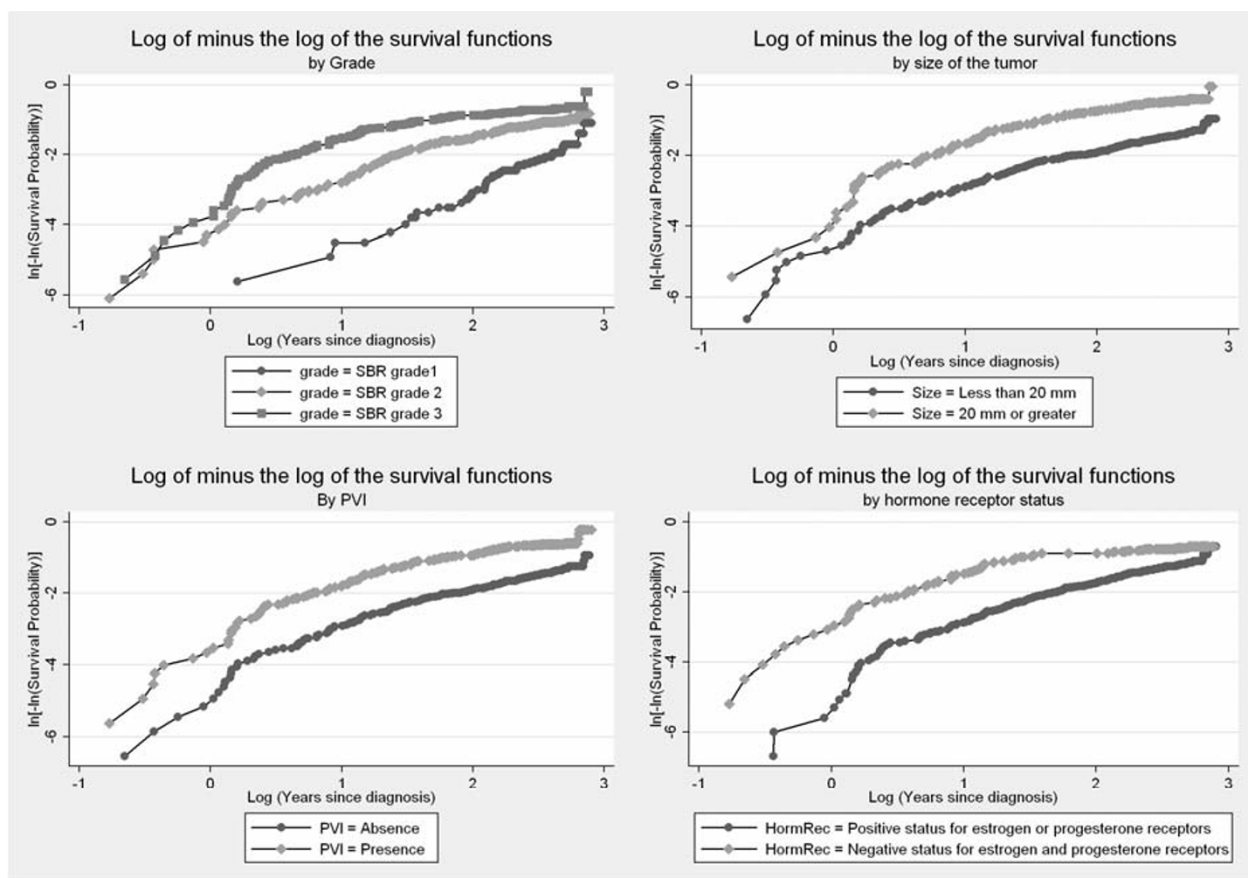 Log of minus the log of the survival functions
by Grade
ln[-ln(Survival Probability)]
0
-2
-4
-6
-1 0 1 2 3
Log (Years since diagnosis)
grade = SBR grade1
grade = SBR grade 2
grade = SBR grade 3
Log of minus the log of the survival functions
by size of the tumor
ln[-ln(Survival Probability)]
0
-2
-4
-6
-1 0 1 2 3
Log (Years since diagnosis)
Size = Less than 20 mm
Size = 20 mm or greater
Log of minus the log of the survival functions
By PVI
ln[-ln(Survival Probability)]
0
-2
-4
-6
-1 0 1 2 3
Log (Years since diagnosis)
PVI = Absence
PVI = Presence
Log of minus the log of the survival functions
by hormone receptor status
ln[-ln(Survival Probability)]
0
-2
-4
-6
-1 0 1 2 3
Log (Years since diagnosis)
HormRec = Positive status for estrogen or progesterone receptors
HormRec = Negative status for estrogen and progesterone receptors